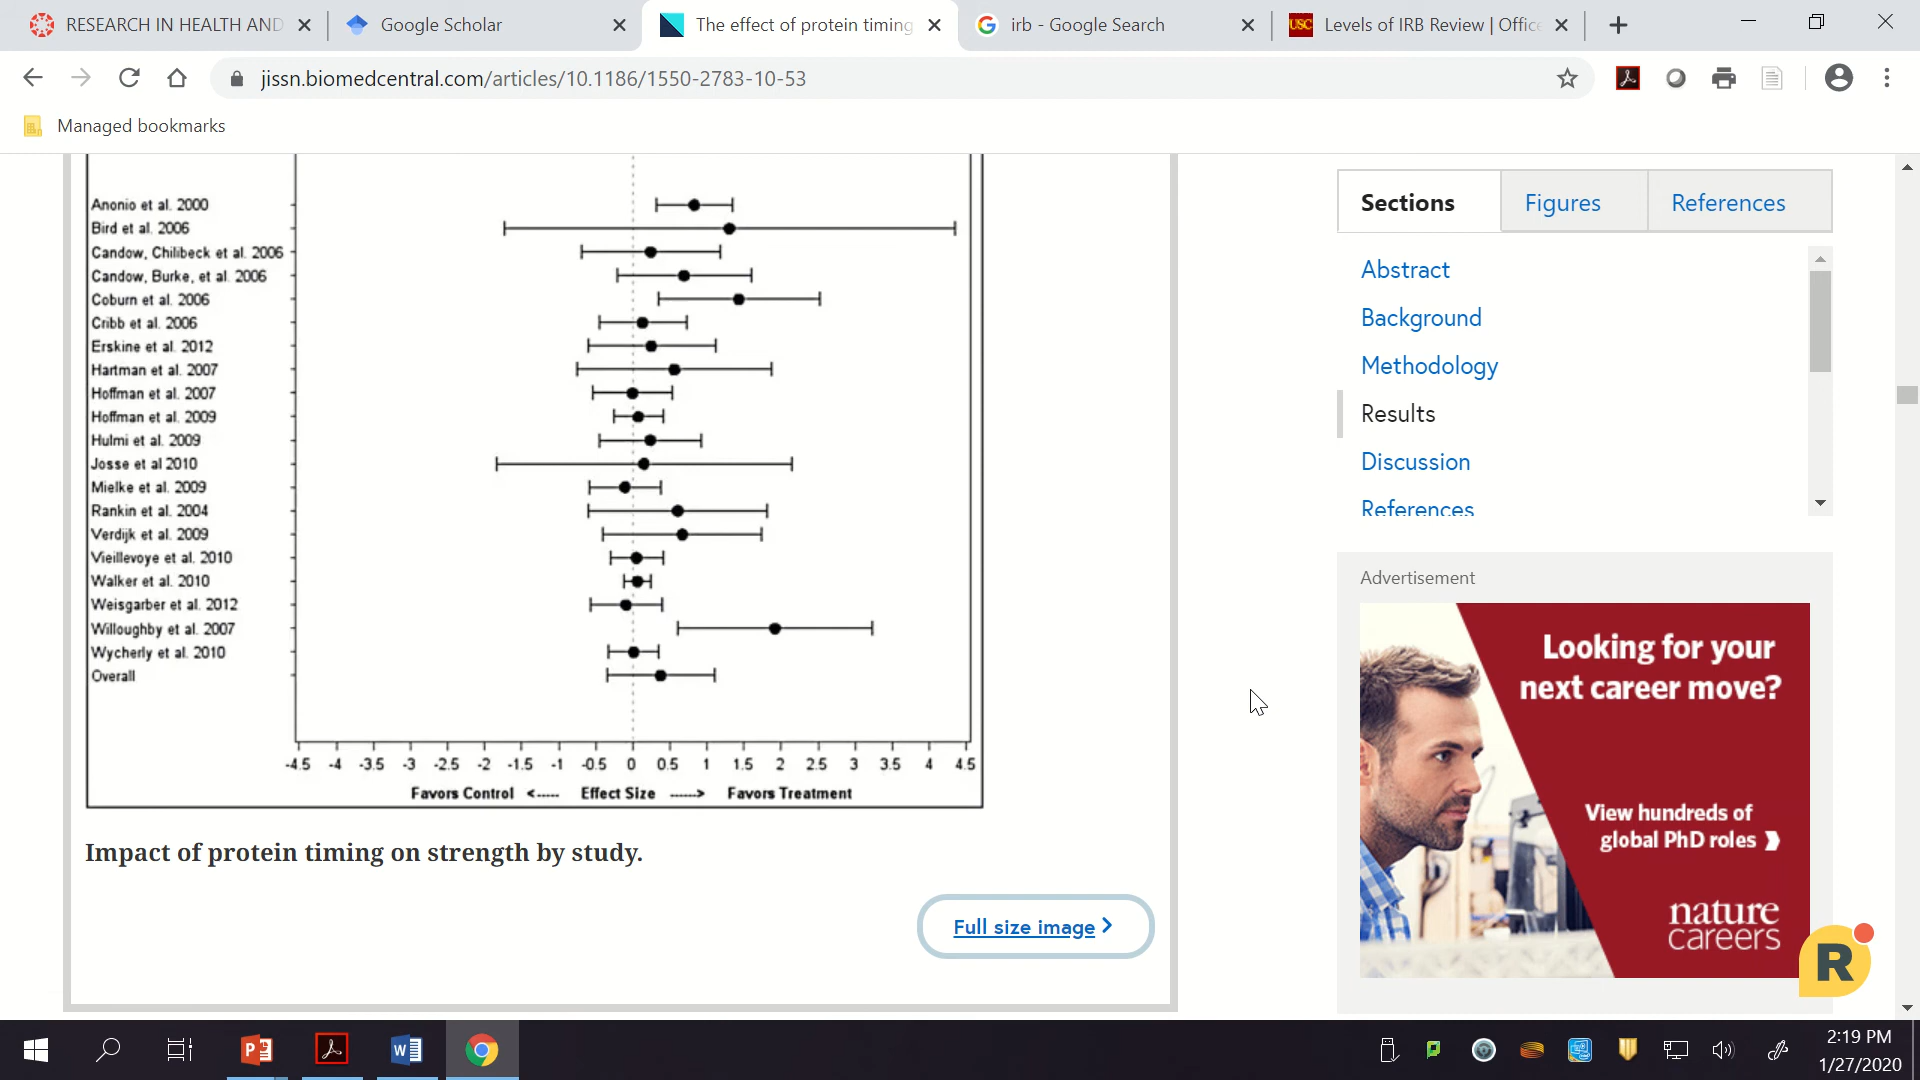 RESEARCH IN HEALTH AND
Google Scholar
The effect of protein timing
irb - Google Search
USC
Levels of IRB Review | Office
jissn.biomedcentral.com/articles/10.1186/1550-2783-10-53
Managed bookmarks
Anonio et al. 2000
Bird et al. 2006
Candow, Chilibeck et al. 2006
Candow, Burke, et al. 2006
Coburn et al. 2006
Cribb et al. 2006
Erskine et al. 2012
Hartman et al. 2007
Hoffman et al. 2007
Hoffman et al. 2009
Hulmi et al. 2009
Josse et al 2010
Mielke et al. 2009
Rankin et al. 2004
Verdijk et al. 2009
Vieillevoye et al. 2010
Walker et al. 2010
Weisgarber et al. 2012
Willoughby et al. 2007
Wycherly et al. 2010
Overall
-4.5 -4 -3.5 -3 -2.5 -2 -1.5 -1 -0.5 0 0.5 1 1.5 2 2.5 3 3.5 4 4.5
Favors Control <----- Effect Size ------> Favors Treatment
Impact of protein timing on strength by study.
Full size image
Sections
Figures
References
Abstract
Background
Methodology
Results
Discussion
References
Advertisement
Looking for your
next career move?
View hundreds of
global PhD roles
nature
careers
R
2:19 PM
1/27/2020